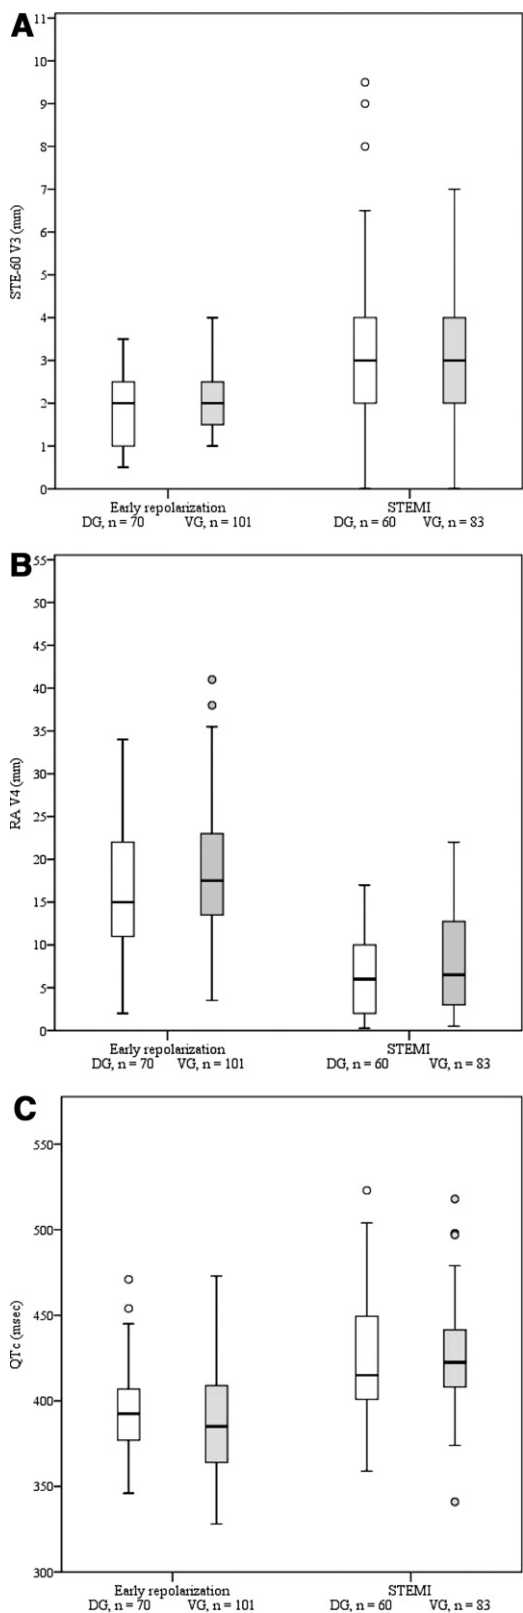 A
11
10
9
8
7
6
5
4
3
2
1
0
STE-60 V3 (mm)
Early repolarization STEMI
DG, n = 70 VG, n = 101 DG, n = 60 VG, n = 83
B
55
50
45
40
35
30
25
20
15
10
5
0
RA V4 (mm)
Early repolarization STEMI
DG, n = 70 VG, n = 101 DG, n = 60 VG, n = 83
C
550
500
450
400
350
300
QTc (msec)
Early repolarization STEMI
DG, n = 70 VG, n = 101 DG, n = 60 VG, n = 83